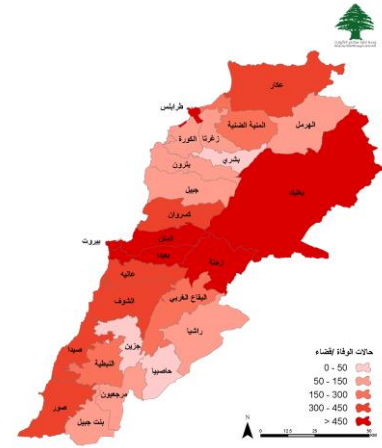 عكار
طرابلس
المنية الضنية
الهرمل
زغرتا
الكورة
بشري
بترون
بعلبك
جبيل
كسروان
المتن
بيروت
بعبدا
زحلة
عاليه
البقاع الغربي
الشوف
راشيا
جزين
صيدا
النبطية
حاصبيا
مرجعيون
صور
بنت جبيل
حالات الوفاة /قضاء
0 - 50
50 - 150
150 - 300
300 - 450
> 450
N
0 12.5 25 50